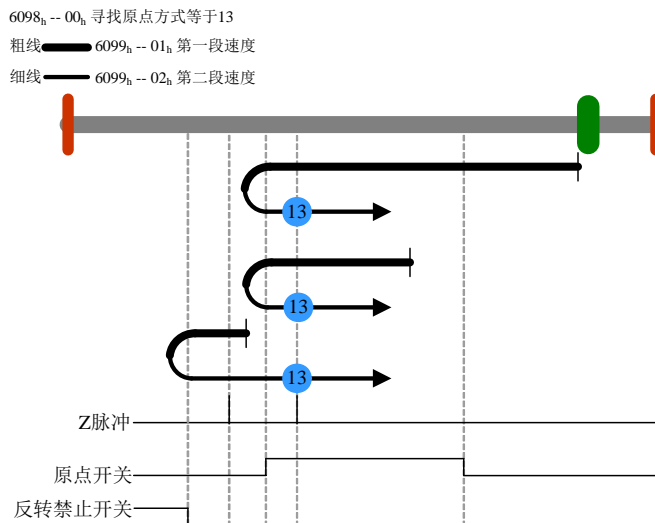 6098h -- 00h 寻找原点方式等于13
粗线 6099h -- 01h 第一段速度
细线 6099h -- 02h 第二段速度
13
13
13
Z脉冲
原点开关
反转禁止开关